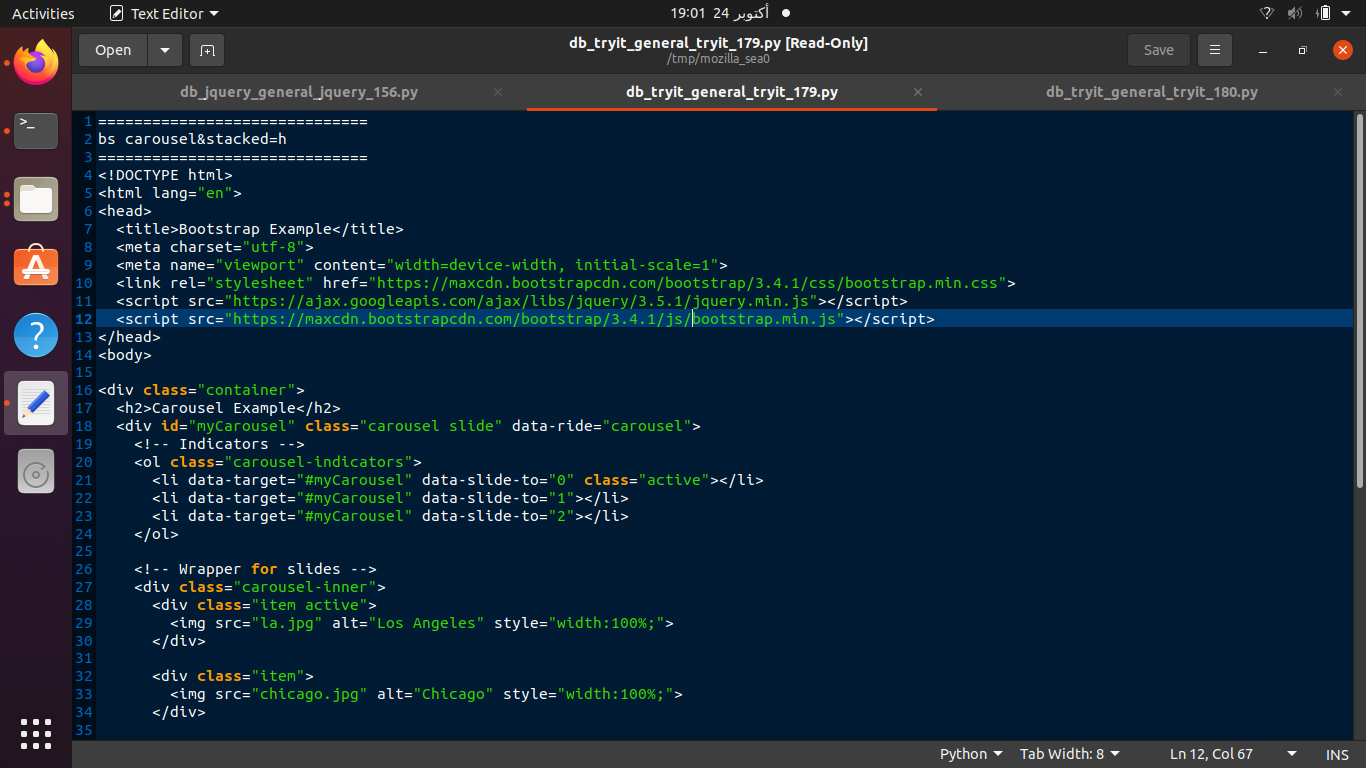 Activities
Text Editor
19:01 24 أكتوبر
Open
db_tryit_general_tryit_179.py [Read-Only]
/tmp/mozilla_sea0
Save
db_jquery_general_jquery_156.py
db_tryit_general_tryit_179.py
db_tryit_general_tryit_180.py
1 ==============================
2 bs carousel&stacked=h
3 ==============================
4 <!DOCTYPE html>
5 <html lang="en">
6 <head>
7   <title>Bootstrap Example</title>
8   <meta charset="utf-8">
9   <meta name="viewport" content="width=device-width, initial-scale=1">
10   <link rel="stylesheet" href="https://maxcdn.bootstrapcdn.com/bootstrap/3.4.1/css/bootstrap.min.css">
11   <script src="https://ajax.googleapis.com/ajax/libs/jquery/3.5.1/jquery.min.js"></script>
12   <script src="https://maxcdn.bootstrapcdn.com/bootstrap/3.4.1/js/bootstrap.min.js"></script>
13 </head>
14 <body>
15
16 <div class="container">
17   <h2>Carousel Example</h2>
18   <div id="myCarousel" class="carousel slide" data-ride="carousel">
19     <!-- Indicators -->
20     <ol class="carousel-indicators">
21       <li data-target="#myCarousel" data-slide-to="0" class="active"></li>
22       <li data-target="#myCarousel" data-slide-to="1"></li>
23       <li data-target="#myCarousel" data-slide-to="2"></li>
24     </ol>
25
26     <!-- Wrapper for slides -->
27     <div class="carousel-inner">
28       <div class="item active">
29         <img src="la.jpg" alt="Los Angeles" style="width:100%;">
30       </div>
31
32       <div class="item">
33         <img src="chicago.jpg" alt="Chicago" style="width:100%;">
34       </div>
35
Python
Tab Width: 8
Ln 12, Col 67
INS